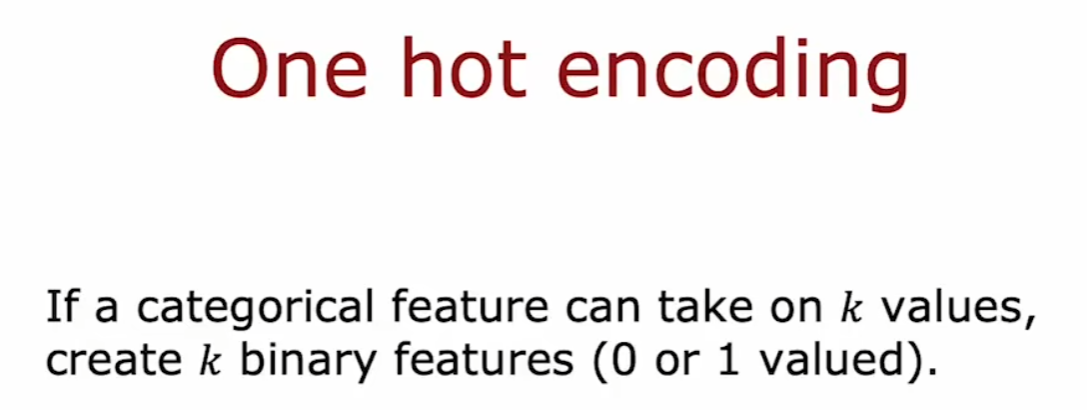 One hot encoding
If a categorical feature can take on k values,
create k binary features (0 or 1 valued).